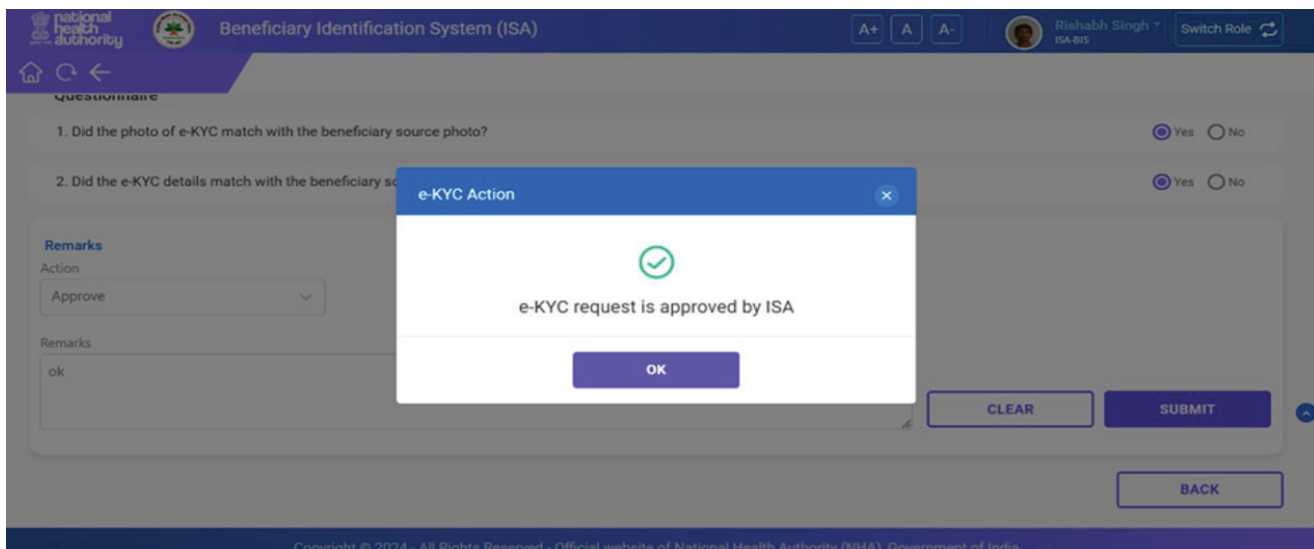 national
health
authority
Beneficiary Identification System (ISA)
A+ A A-
Rishabh Singh
ISA-BIS
Switch Role
Questionnaire
1. Did the photo of e-KYC match with the beneficiary source photo?
Yes No
2. Did the e-KYC details match with the beneficiary
Yes No
e-KYC Action
e-KYC request is approved by ISA
OK
Remarks
Action
Approve
Remarks
ok
CLEAR SUBMIT
BACK
Copyright © 2024 - All Rights Reserved - Official website of National Health Authority (NHA), Government of India